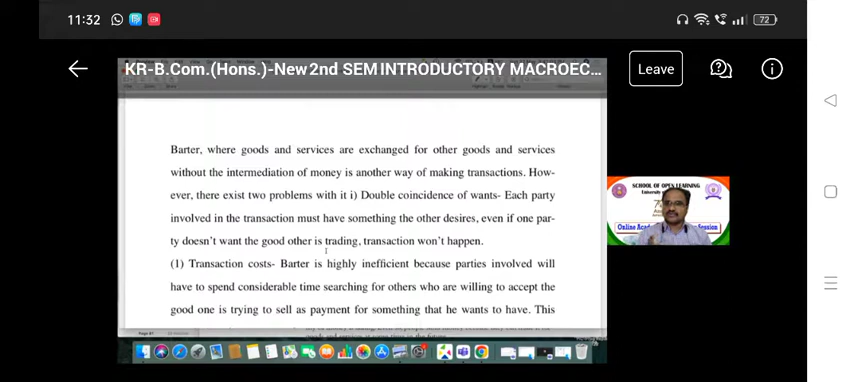 11:32
72
KR-B.Com.(Hons.)-New 2nd SEM INTRODUCTORY MACROEC...
Leave
Barter, where goods and services are exchanged for other goods and services
without the intermediation of money is another way of making transactions. How-
ever, there exist two problems with it i) Double coincidence of wants- Each party
involved in the transaction must have something the other desires, even if one par-
ty doesn't want the good other is trading, transaction won't happen.
(1) Transaction costs- Barter is highly inefficient because parties involved will
have to spend considerable time searching for others who are willing to accept the
good one is trying to sell as payment for something that he wants to have. This
SCHOOL OF OPEN LEARNING
Online
Session